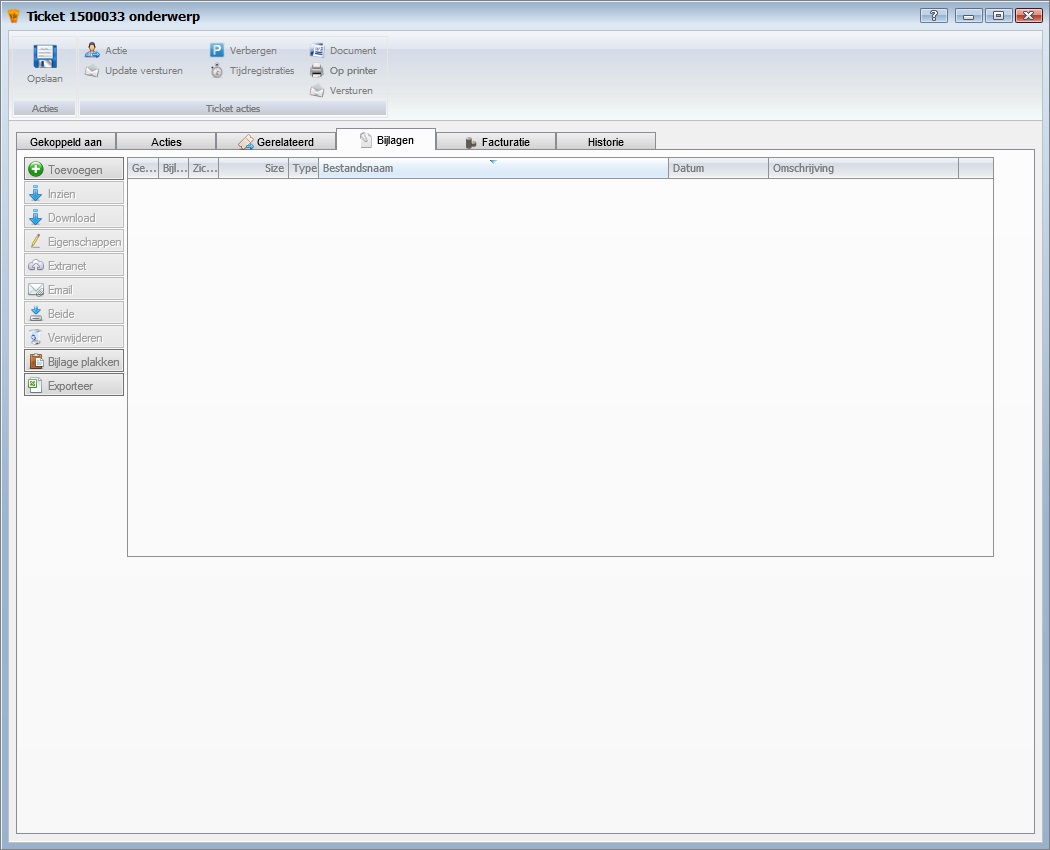 Ticket 1500033 onderwerp
?
Opslaan
Acties
Actie
Update versturen
Verbergen
Tijdregistraties
Document
Op printer
Versturen
Ticket acties
Gekoppeld aan Acties Gerelateerd Bijlagen Facturatie Historie
Toevoegen
Inzien
Download
Eigenschappen
Extranet
Email
Beide
Verwijderen
Bijlage plakken
Exporteer
Ge... Bijl... Zic... Size Type Bestandsnaam Datum Omschrijving